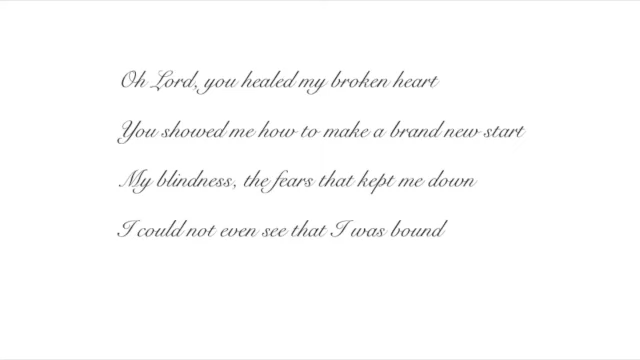 Oh Lord, you healed my broken heart
You showed me how to make a brand new start
My blindness, the fears that kept me down
I could not even see that I was bound